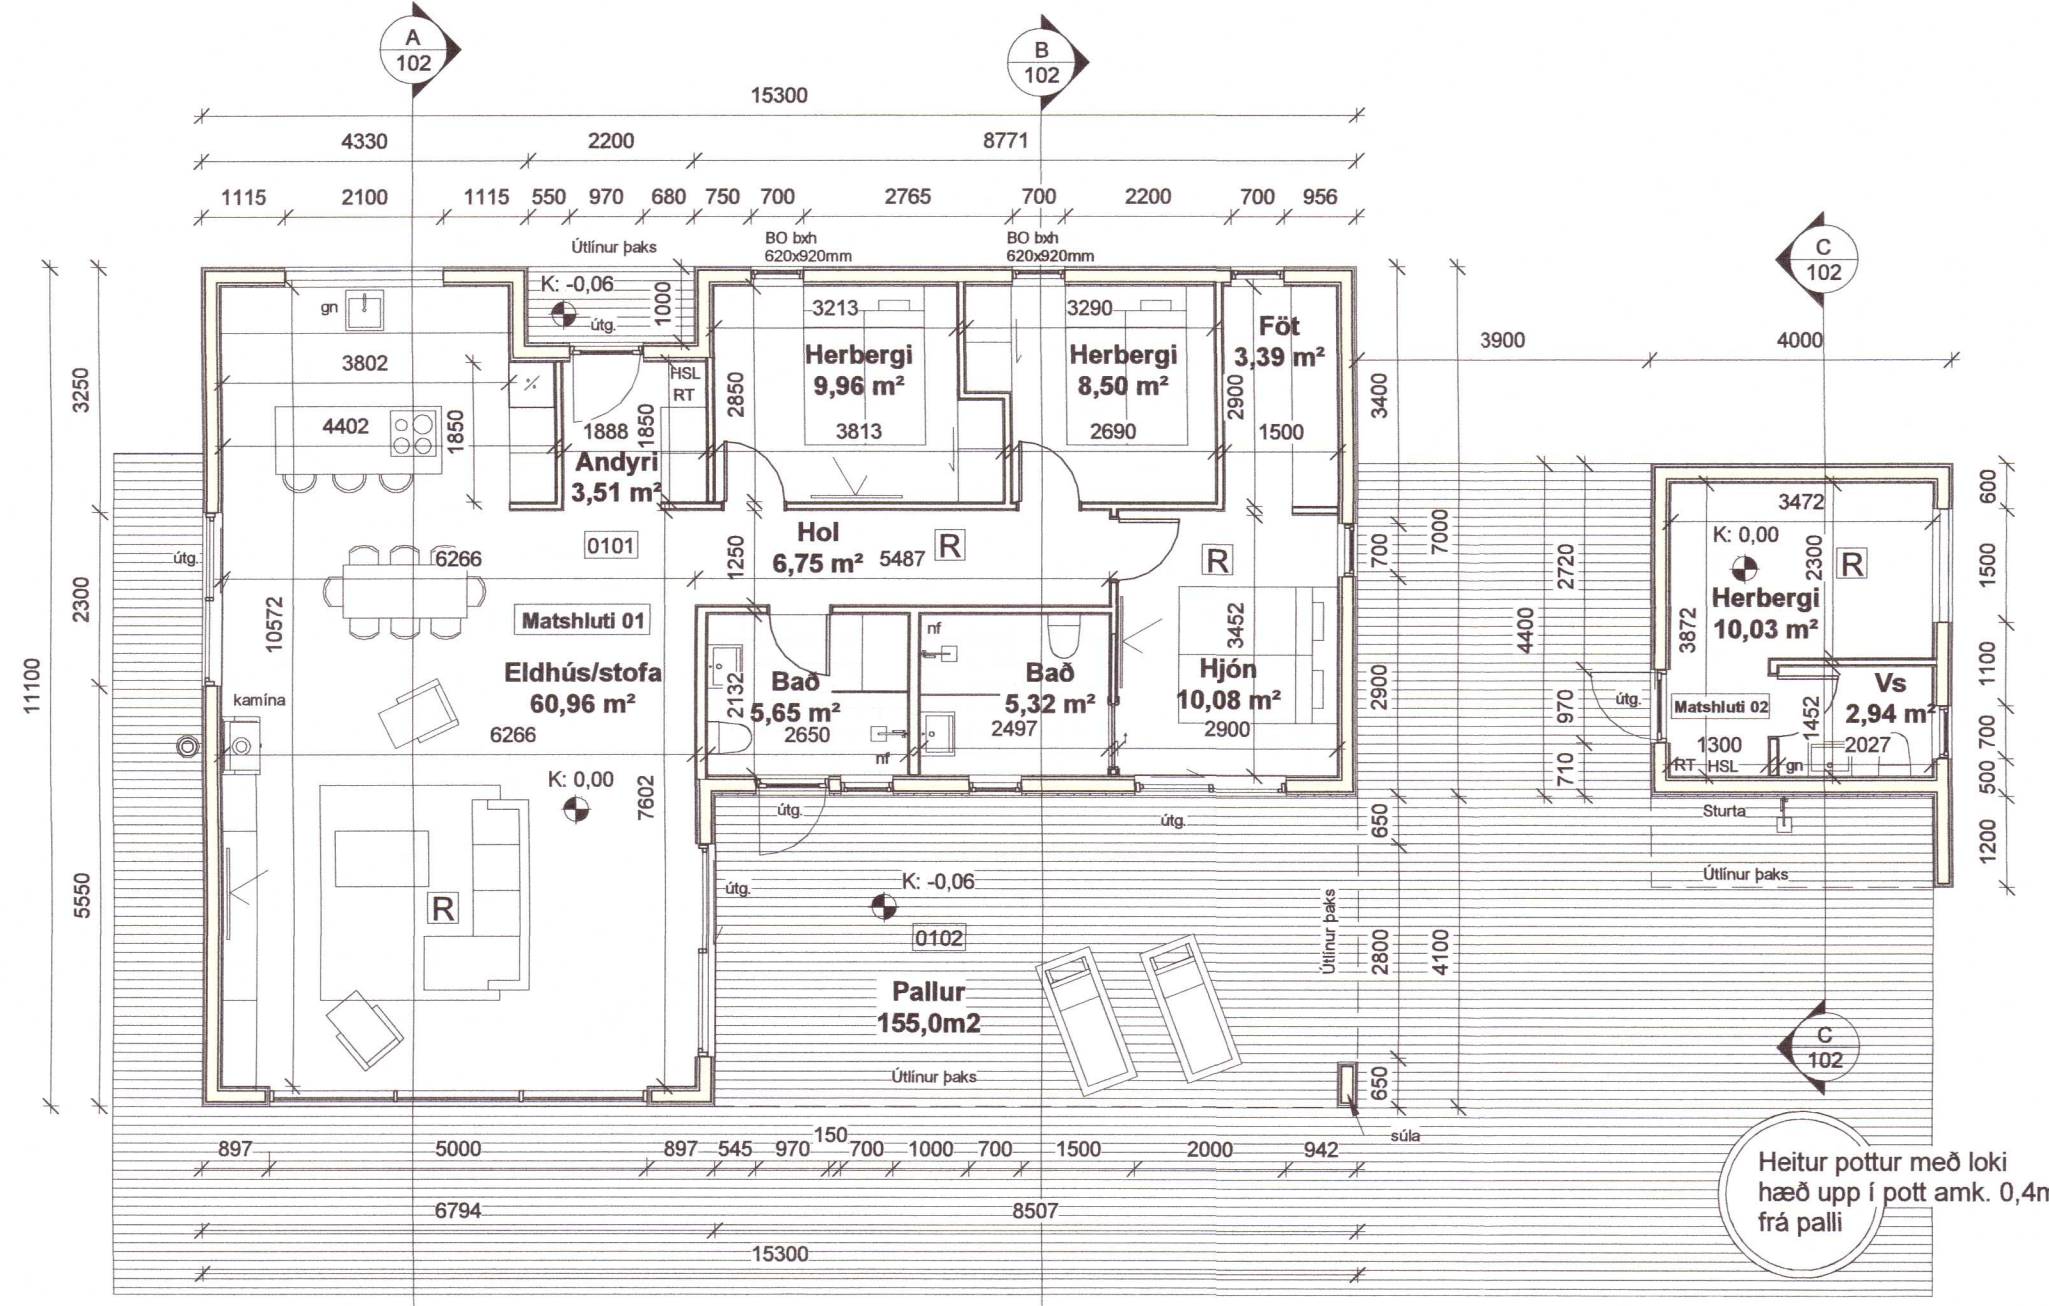 A
102
B
102
15300
4330 2200 8771
1115 2100 1115 550 970 680 750 700 2765 700 2200 700 956
Útlínur þaks
BO bxh
620x920mm
BO bxh
620x920mm
C
102
K: -0,06
útg.
1000
gn
3213
3290
Föt
3,39 m²
3900 4000
3802
HSL
RT
Herbergi
9,96 m²
Herbergi
8,50 m²
3250
2850
2900
3400
4402
1850
1888
1850
3813
2690
1500
Andyri
3,51 m²
600
3472
K: 0,00
útg.
6266
0101
Hol
6,75 m²
5487
R
R
1250
700
7000
2720
2300
R
1500
Herbergi
10,03 m²
2300
10572
Matshluti 01
nf
3452
4400
3872
11100
kamína
Eldhús/stofa
60,96 m²
2132
Bað
5,65 m²
2650
nf
Bað
5,32 m²
2497
Hjón
10,08 m²
2900
2900
970
útg.
Matshluti 02
1452
Vs
2,94 m²
1100
6266
1300
2027
700
RT HSL gn
710
500
K: 0,00
7602
útg.
útg.
650
Sturta
1200
Útlínur þaks
5550
útg.
K: -0,06
R
0102
Útlínur þaks
2800
4100
Pallur
155,0m2
C
102
Útlínur þaks
650
súla
897 5000 897 545 970 150 700 1000 700 1500 2000 942
6794 8507
15300
Heitur pottur með loki
hæð upp í pott amk. 0,4m
frá palli